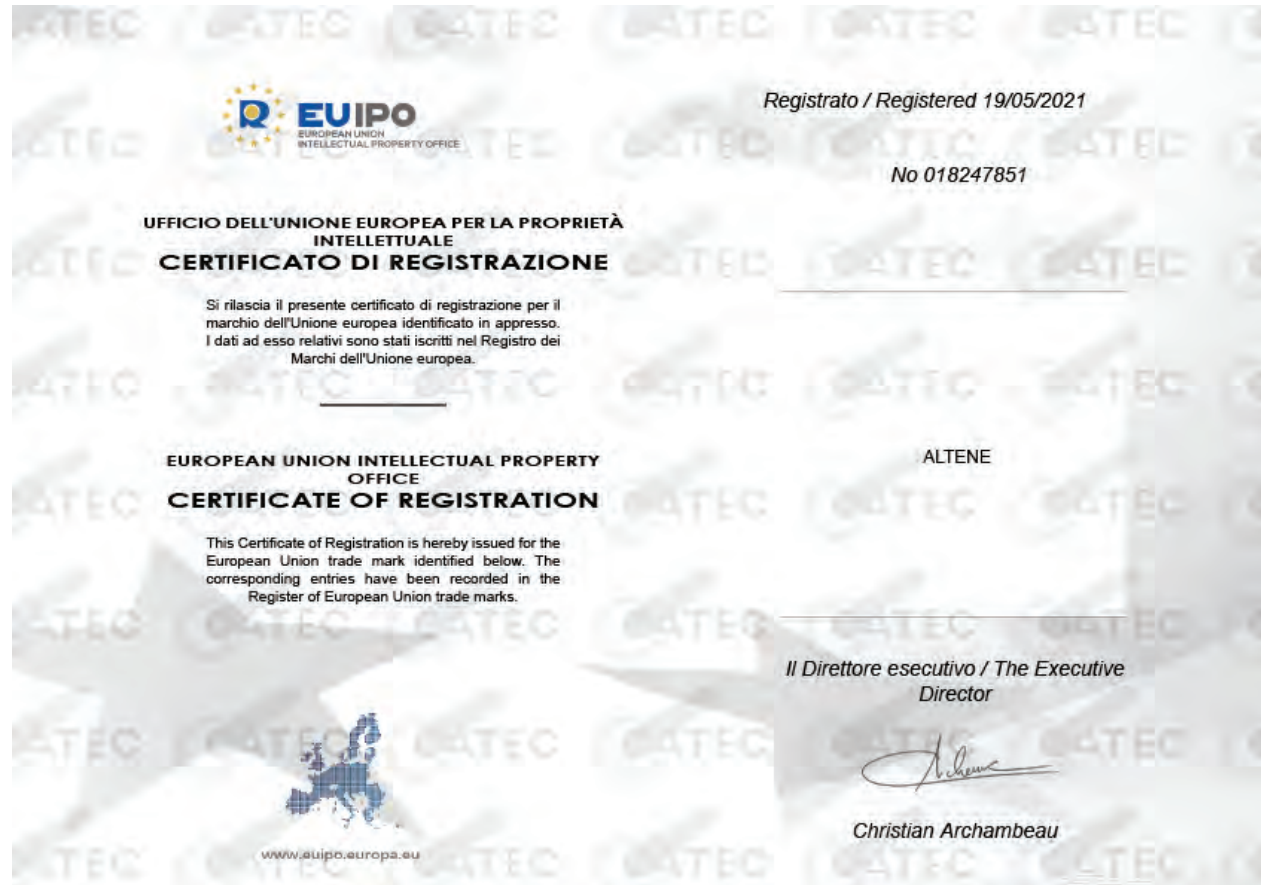 EUIPO
EUROPEAN UNION
INTELLECTUAL PROPERTY OFFICE
UFFICIO DELL'UNIONE EUROPEA PER LA PROPRIETÀ
INTELLETTUALE
CERTIFICATO DI REGISTRAZIONE
Si rilascia il presente certificato di registrazione per il
marchio dell'Unione europea identificato in appresso.
I dati ad esso relativi sono stati iscritti nel Registro dei
Marchi dell'Unione europea.
EUROPEAN UNION INTELLECTUAL PROPERTY
OFFICE
CERTIFICATE OF REGISTRATION
This Certificate of Registration is hereby issued for the
European Union trade mark identified below. The
corresponding entries have been recorded in the
Register of European Union trade marks.
www.euipo.europa.eu
Registrato / Registered 19/05/2021
No 018247851
ALTENE
Il Direttore esecutivo / The Executive
Director
Christian Archambeau